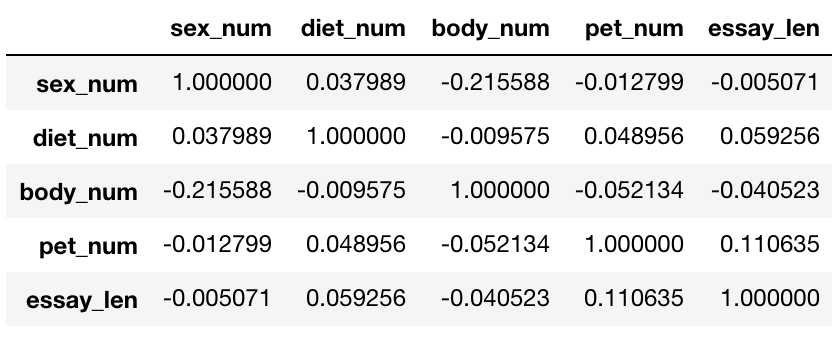 sex_num diet_num body_num pet_num essay_len
sex_num 1.000000 0.037989 -0.215588 -0.012799 -0.005071
diet_num 0.037989 1.000000 -0.009575 0.048956 0.059256
body_num -0.215588 -0.009575 1.000000 -0.052134 -0.040523
pet_num -0.012799 0.048956 -0.052134 1.000000 0.110635
essay_len -0.005071 0.059256 -0.040523 0.110635 1.000000